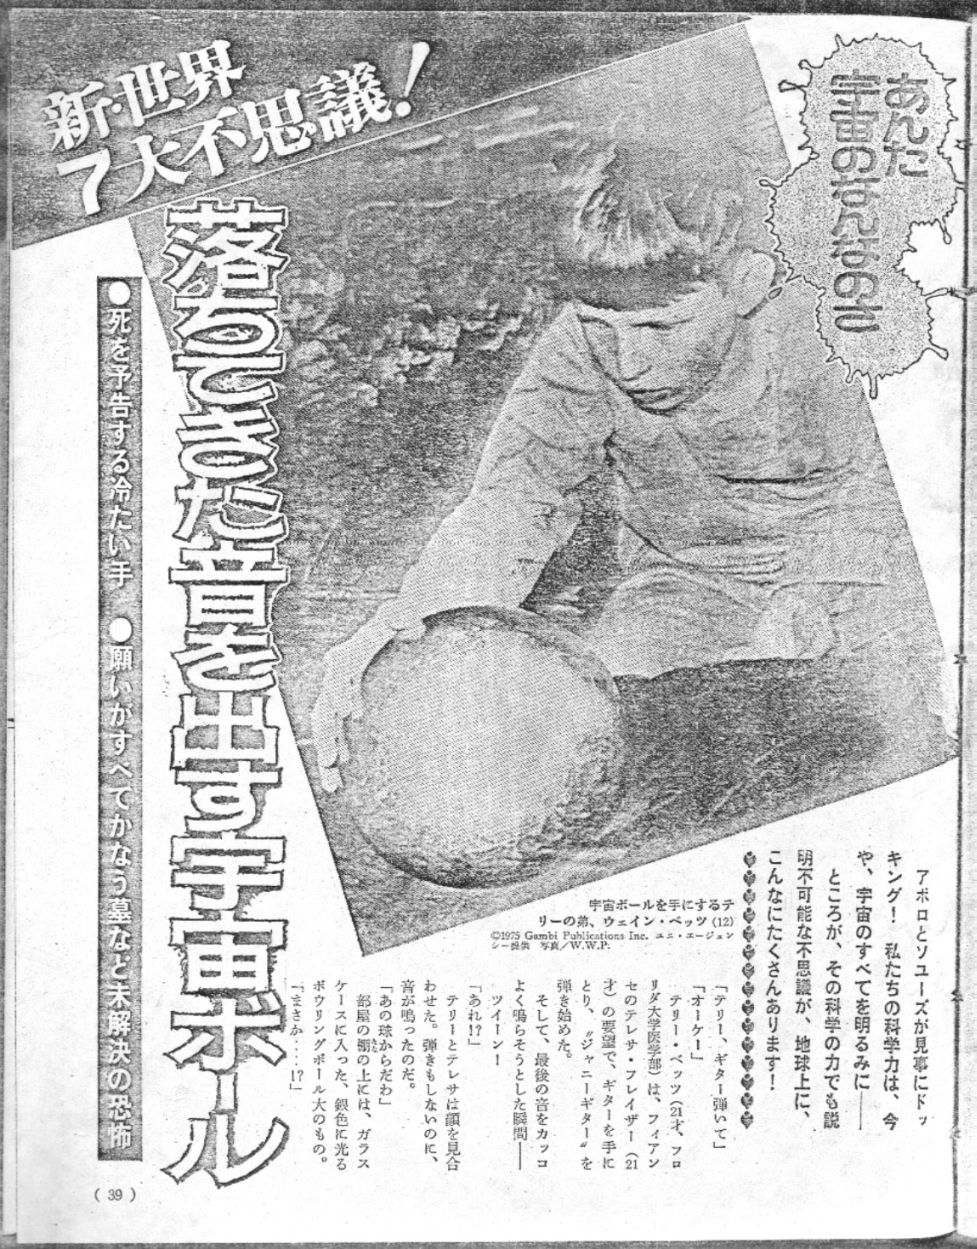 新・世界
7大不思議!
あんた
宇宙のなんなのさ
落ちてきた音を出す宇宙ボール
●死を予告する冷たい手 ●願いがすべてかなう墓など未解決の恐怖
宇宙ボールを手にするテ
リーの弟、ウェイン・ベッツ(12)
©1975 Gambi Publications Inc. ユニ・エージェン
シー提供 写真/W.W.P.
アポロとソユーズが見事にドッ
キング! 私たちの科学力は、今
や、宇宙のすべてを明るみに——
ところが、その科学の力でも説
明不可能な不思議が、地球上に、
こんなにたくさんあります!
「テリー、ギター弾いて」
「オーケー」
テリー・ベッツ(21才、フロ
リダ大学医学部)は、フィアン
セのテレサ・フレイザー(21
才)の要望で、ギターを手に
とり、〝ジャニーギター〟を
弾き始めた。
そして、最後の音をカッコ
よく鳴らそうとした瞬間——
ツイーン!
「あれ!?」
テリーとテレサは顔を見合
わせた。弾きもしないのに、
音が鳴ったのだ。
「あの球からだわ」
部屋の棚の上には、ガラス
ケースに入った、銀色に光る
ボウリングボール大のもの。
「まさか‥‥!?」
(39)